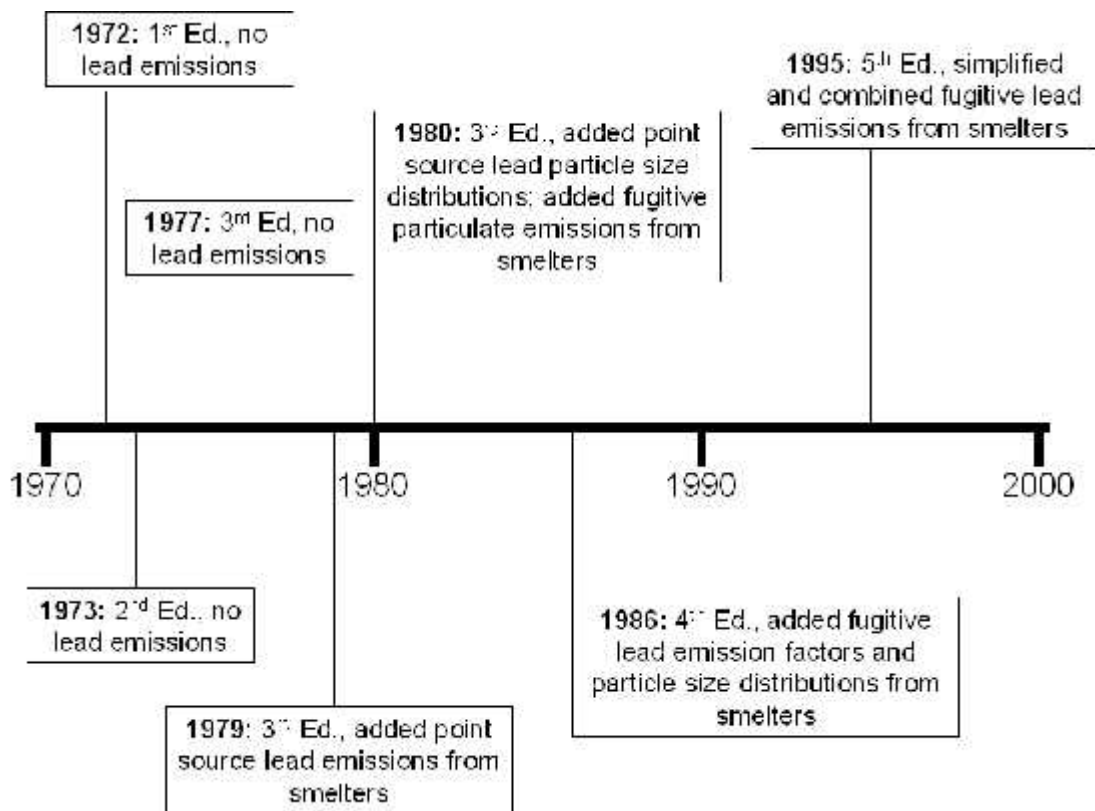 1972: 1st Ed., no
lead emissions
1977: 3rd Ed, no
lead emissions
1980: 3rd Ed., added point
source lead particle size
distributions; added fugitive
particulate emissions from
smelters
1995: 5th Ed., simplified
and combined fugitive lead
emissions from smelters
1970
1980
1990
2000
1973: 2nd Ed., no
lead emissions
1979: 3rd Ed., added point
source lead emissions from
smelters
1986: 4th Ed., added fugitive
lead emission factors and
particle size distributions from
smelters